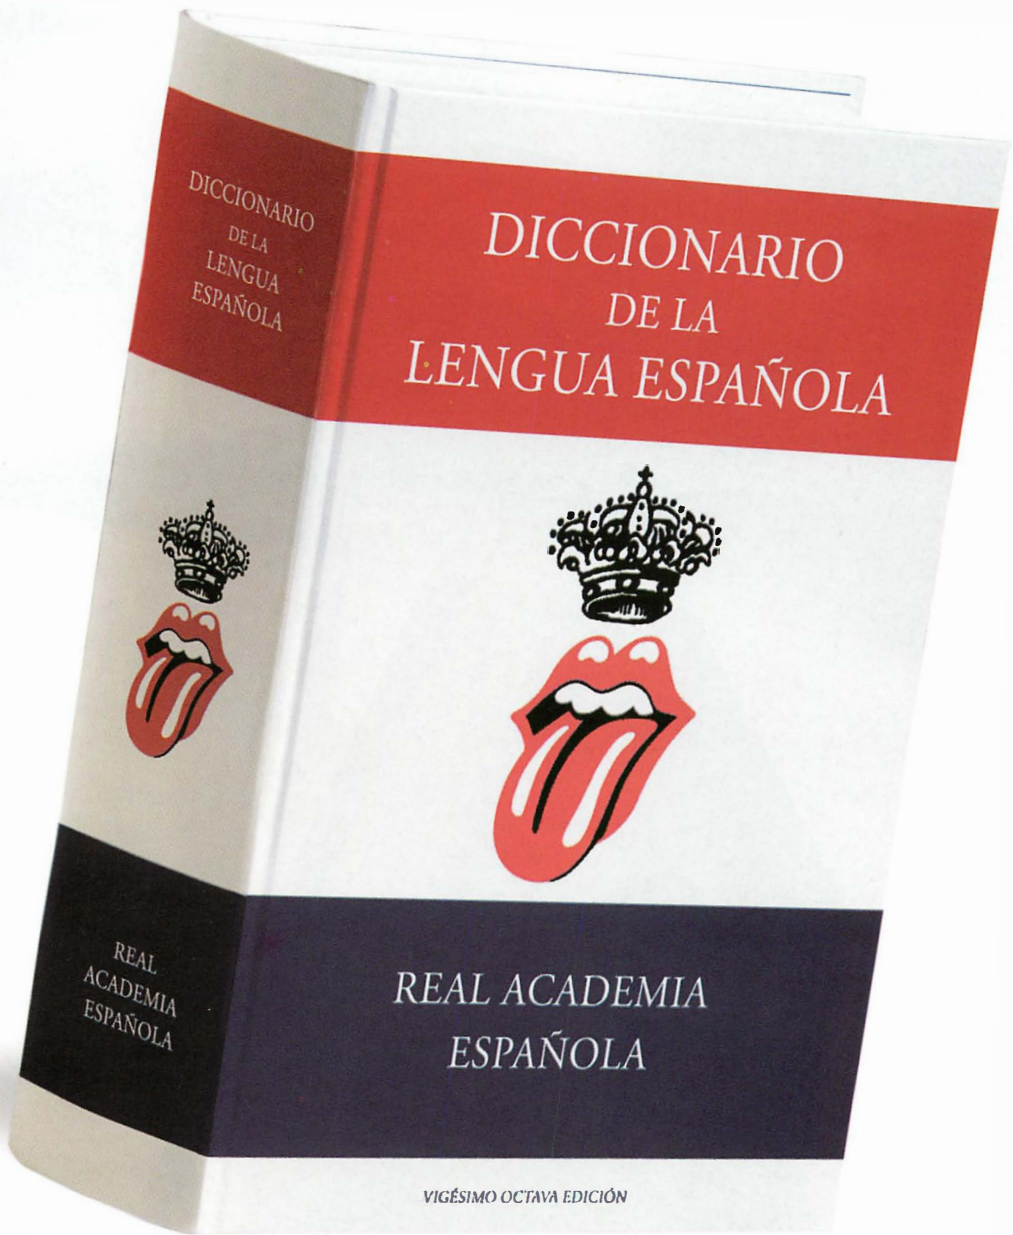 DICCIONARIO
DE LA
LENGUA
ESPAÑOLA
REAL
ACADEMIA
ESPAÑOLA
DICCIONARIO
DE LA
LENGUA ESPAÑOLA
REAL ACADEMIA
ESPAÑOLA
VIGÉSIMO OCTAVA EDICIÓN